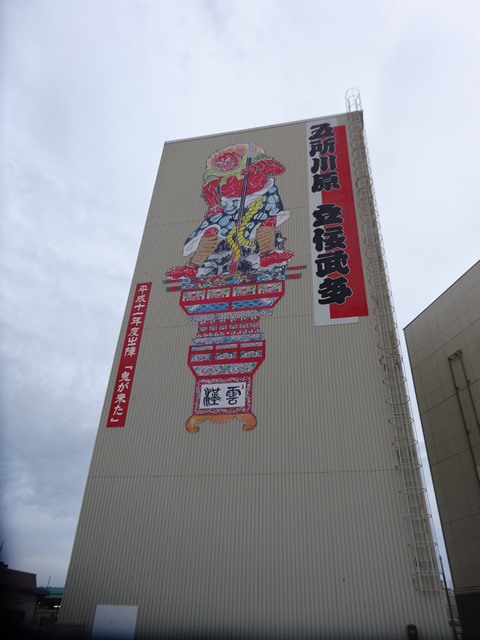 五所川原 立佞武多
平成十一年度出陣「鬼が来た」
雲漢